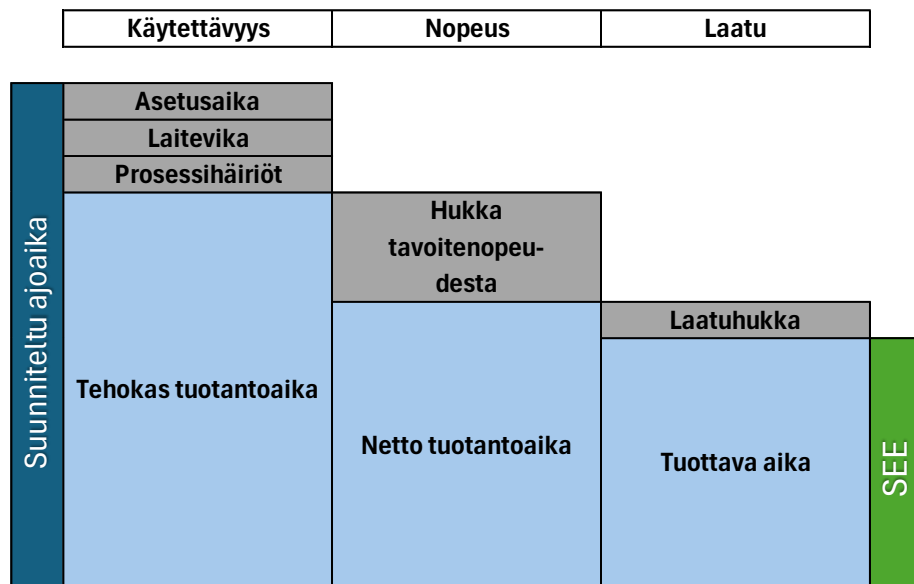 Käytettävyys
Nopeus
Laatu
Suunniteltu ajoaika
Asetusaika
Laitevika
Prosessihäiriöt
Tehokas tuotantoaika
Hukka
tavoitenopeu-
desta
Netto tuotantoaika
Laatuhukka
Tuottava aika
SEE